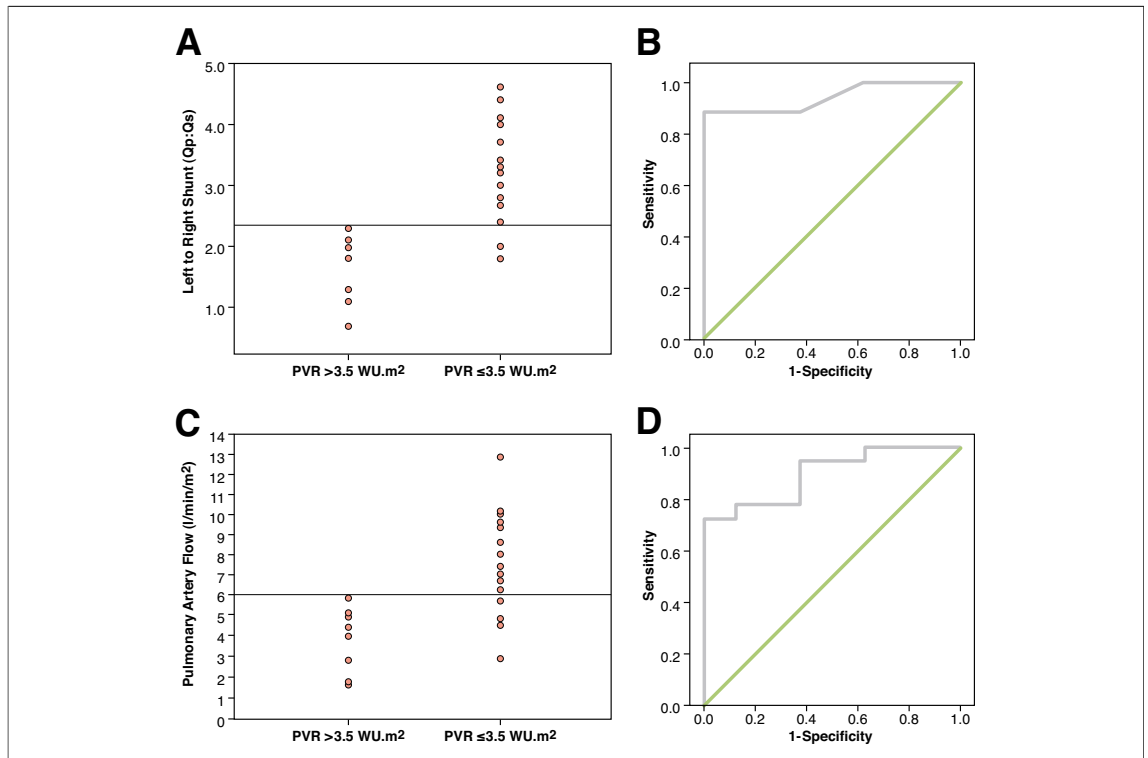 A
Left to Right Shunt (Qp:Qs)
5.0
4.0
3.0
2.0
1.0
PVR >3.5 WU.m²
PVR ≤3.5 WU.m²
B
Sensitivity
1.0
0.8
0.6
0.4
0.2
0.0
0.0 0.2 0.4 0.6 0.8 1.0
1-Specificity
C
Pulmonary Artery Flow (l/min/m²)
14
13
12
11
10
9
8
7
6
5
4
3
2
1
0
PVR >3.5 WU.m²
PVR ≤3.5 WU.m²
D
Sensitivity
1.0
0.8
0.6
0.4
0.2
0.0
0.0 0.2 0.4 0.6 0.8 1.0
1-Specificity